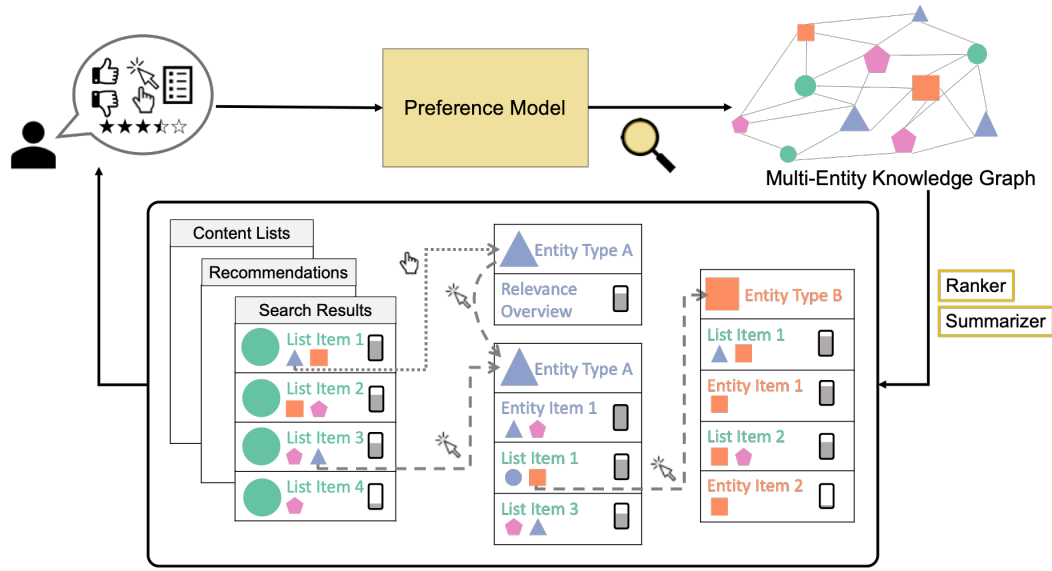 Preference Model
Multi-Entity Knowledge Graph
Content Lists
Recommendations
Search Results
List Item 1
List Item 2
List Item 3
List Item 4
Entity Type A
Relevance
Overview
Entity Type A
Entity Item 1
List Item 1
List Item 3
Entity Type B
List Item 1
Entity Item 1
List Item 2
Entity Item 2
Ranker
Summarizer